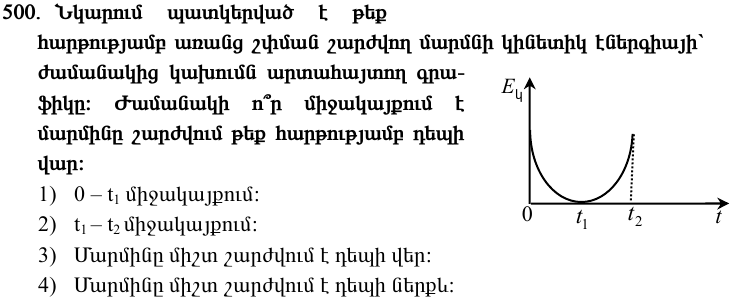 500. Նկարում պատկերված է թեք
հարթությամբ առանց շփման շարժվող մարմնի կինետիկ էներգիայի՝
ժամանակից կախումն արտահայտող գրա-
ֆիկը: Ժամանակի ո՞ր միջակայքում է
մարմինը շարժվում թեք հարթությամբ դեպի
վար:
1) 0 – t₁ միջակայքում:
2) t₁ – t₂ միջակայքում:
3) Մարմինը միշտ շարժվում է դեպի վեր:
4) Մարմինը միշտ շարժվում է դեպի ներքև:
Eկ
0 t₁ t₂ t